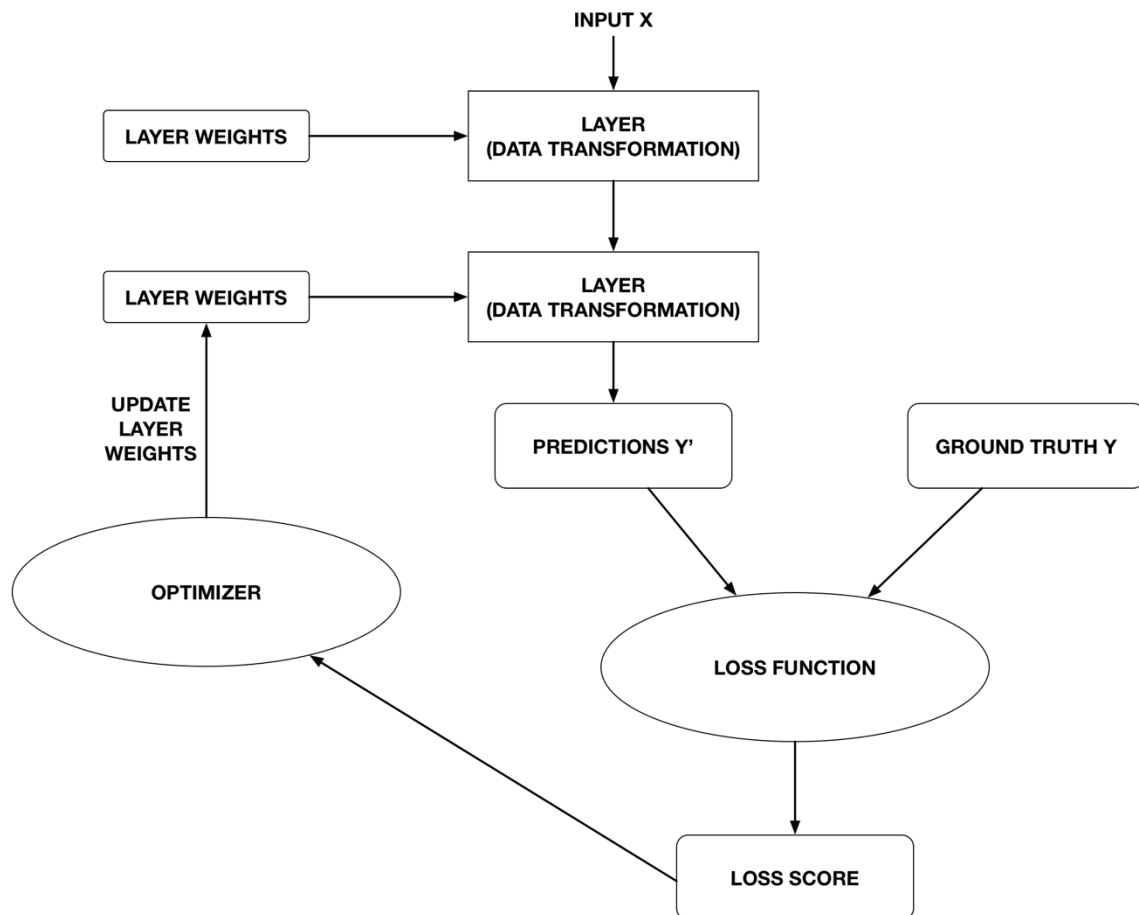 INPUT X
LAYER WEIGHTS
LAYER
(DATA TRANSFORMATION)
LAYER WEIGHTS
LAYER
(DATA TRANSFORMATION)
UPDATE
LAYER
WEIGHTS
PREDICTIONS Y’
GROUND TRUTH Y
OPTIMIZER
LOSS FUNCTION
LOSS SCORE